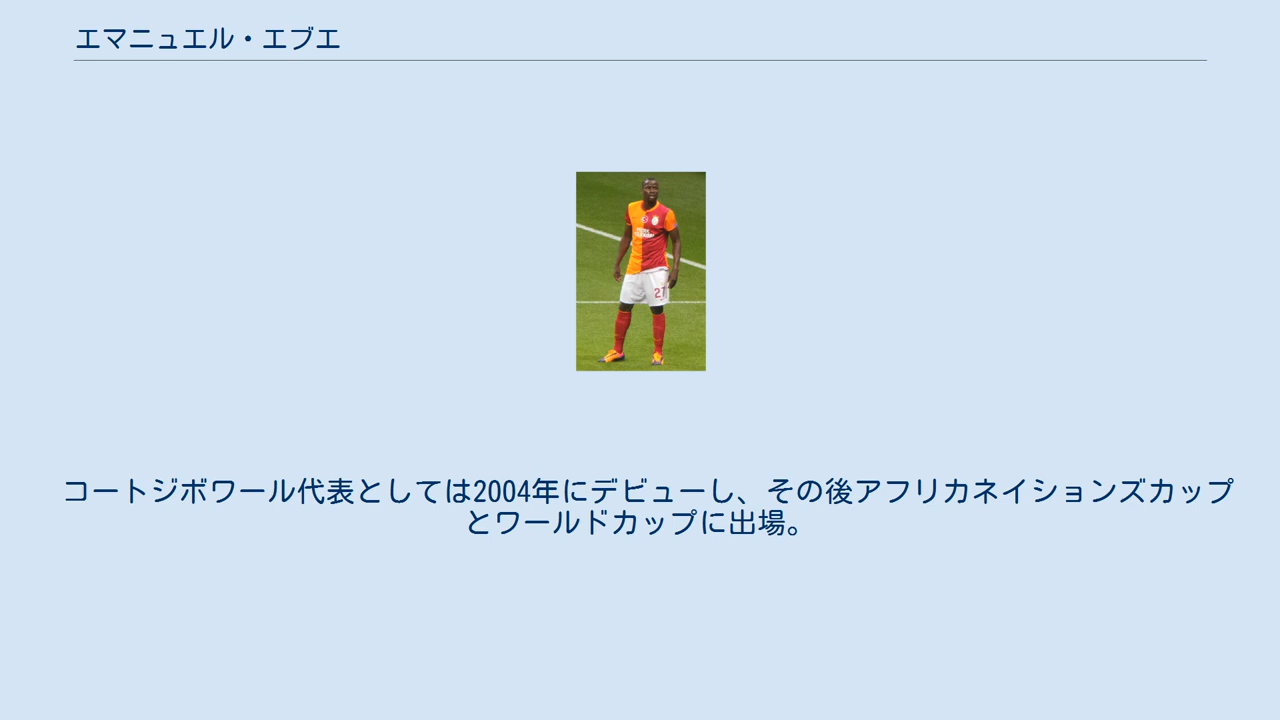 エマニュエル・エブエ
27
コートジボワール代表としては2004年にデビューし、その後アフリカネイションズカップ
とワールドカップに出場。